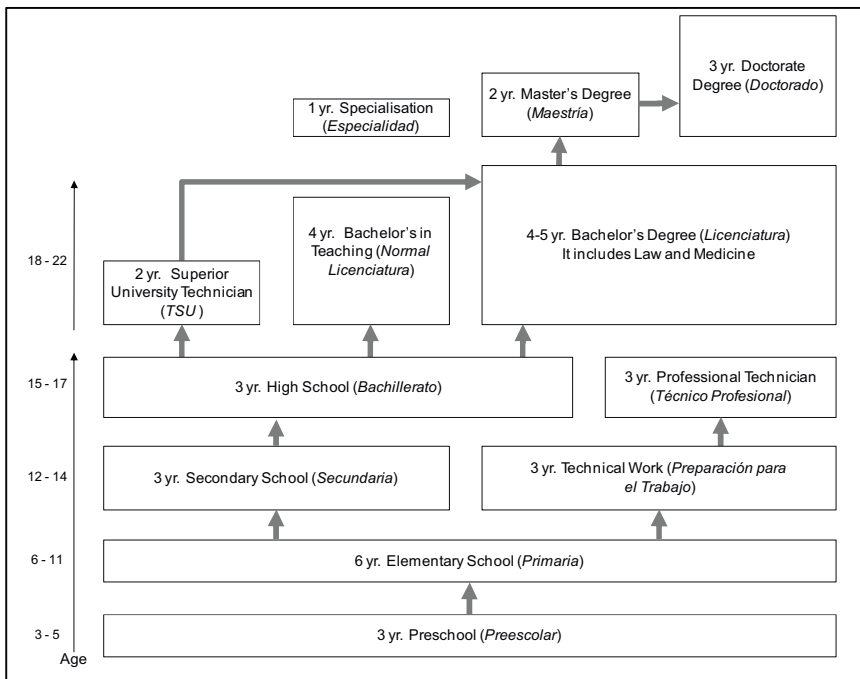 3 yr. Doctorate
Degree (Doctorado)
2 yr. Master’s Degree
(Maestría)
1 yr. Specialisation
(Especialidad)
4 yr. Bachelor’s in
Teaching (Normal
Licenciatura)
4-5 yr. Bachelor’s Degree (Licenciatura)
It includes Law and Medicine
18 - 22
2 yr. Superior
University Technician
(TSU )
15 - 17
3 yr. High School (Bachillerato)
3 yr. Professional Technician
(Técnico Profesional)
12 - 14
3 yr. Secondary School (Secundaria)
3 yr. Technical Work (Preparación para
el Trabajo)
6 - 11
6 yr. Elementary School (Primaria)
3 - 5
3 yr. Preschool (Preescolar)
Age